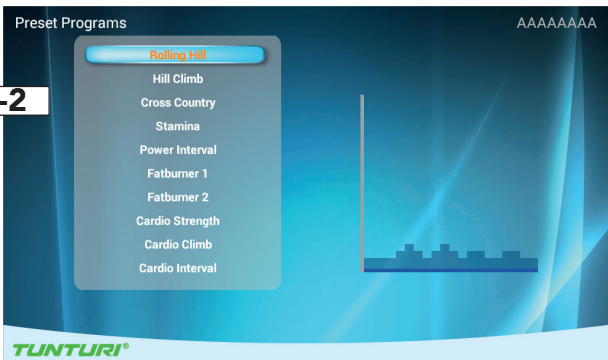 Preset Programs
AAAAAAAA
Rolling Hill
Hill Climb
-2
Cross Country
Stamina
Power Interval
Fatburner 1
Fatburner 2
Cardio Strength
Cardio Climb
Cardio Interval
TUNTURI®